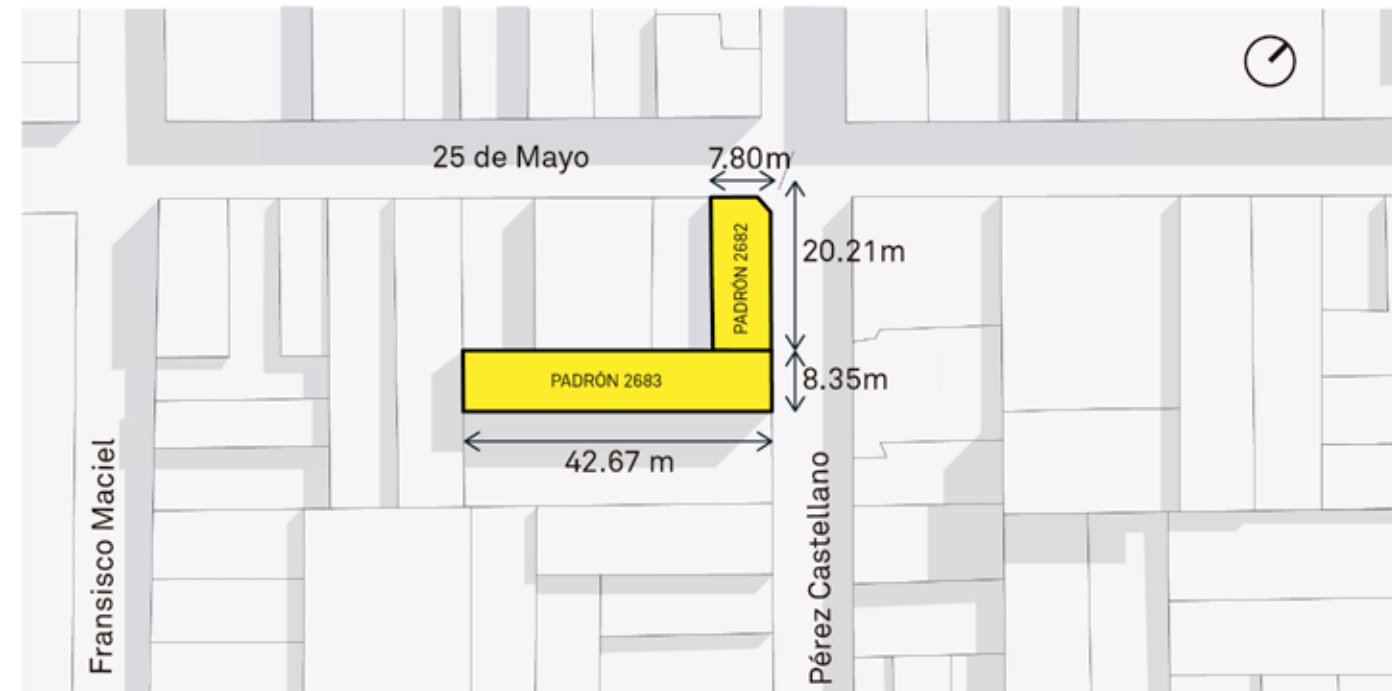 25 de Mayo
7.80m
PADRÓN 2682
20.21m
PADRÓN 2683
8.35m
42.67 m
Fransisco Maciel
Pérez Castellano